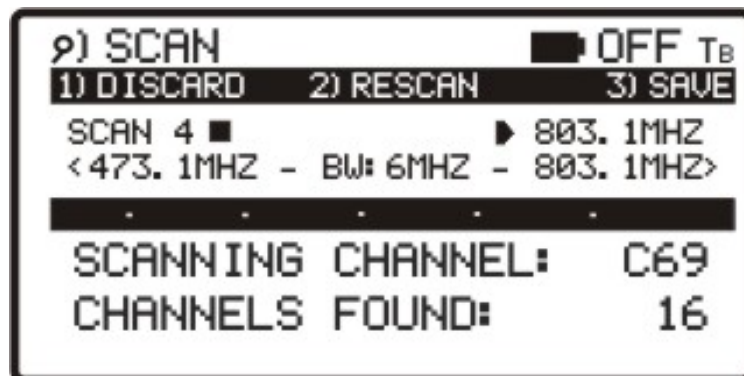 9) SCAN OFF TB
1) DISCARD 2) RESCAN 3) SAVE
SCAN 4 803. 1MHZ
<473. 1MHZ - BW: 6MHZ - 803. 1MHZ>
SCANNING CHANNEL: C69
CHANNELS FOUND: 16